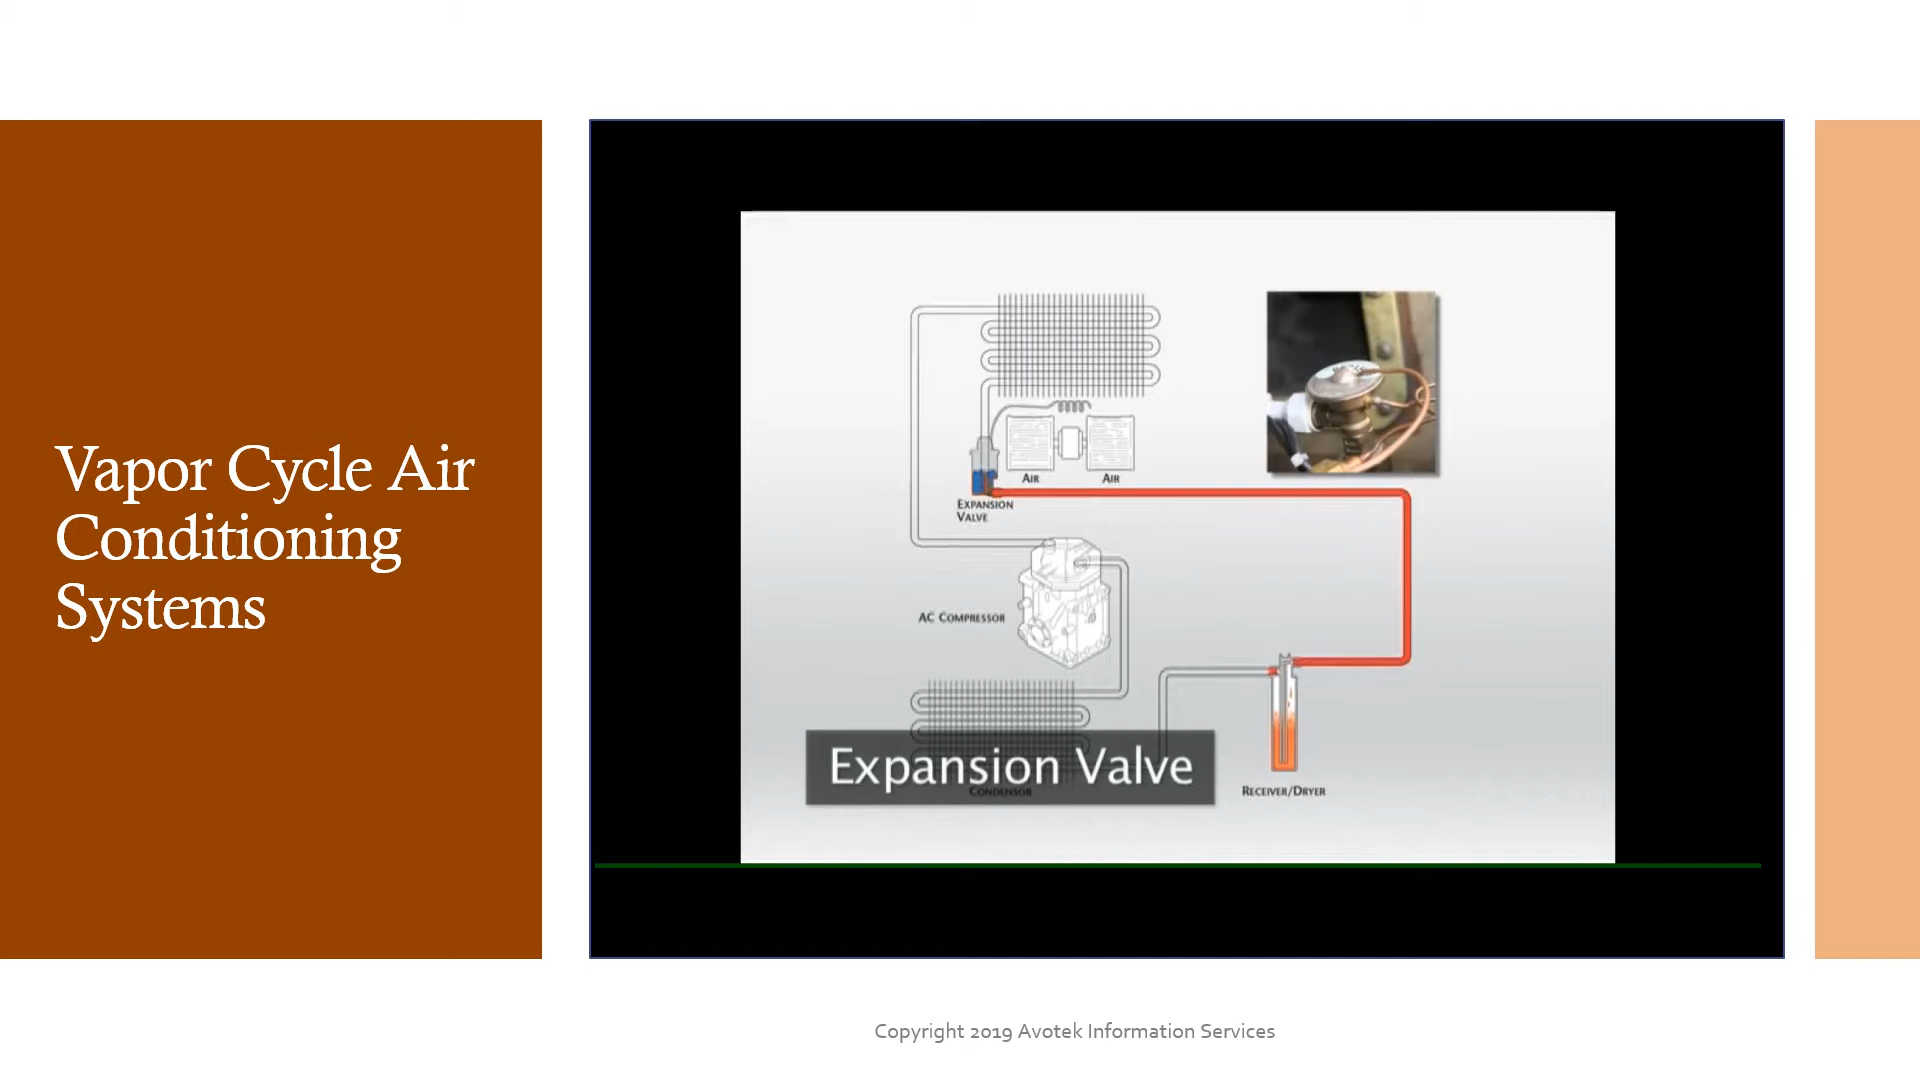 Vapor Cycle Air
Conditioning
Systems
AIR AIR
EXPANSION
VALVE
AC COMPRESSOR
Expansion Valve
CONDENSOR
RECEIVER/DRYER
Copyright 2019 Avotek Information Services